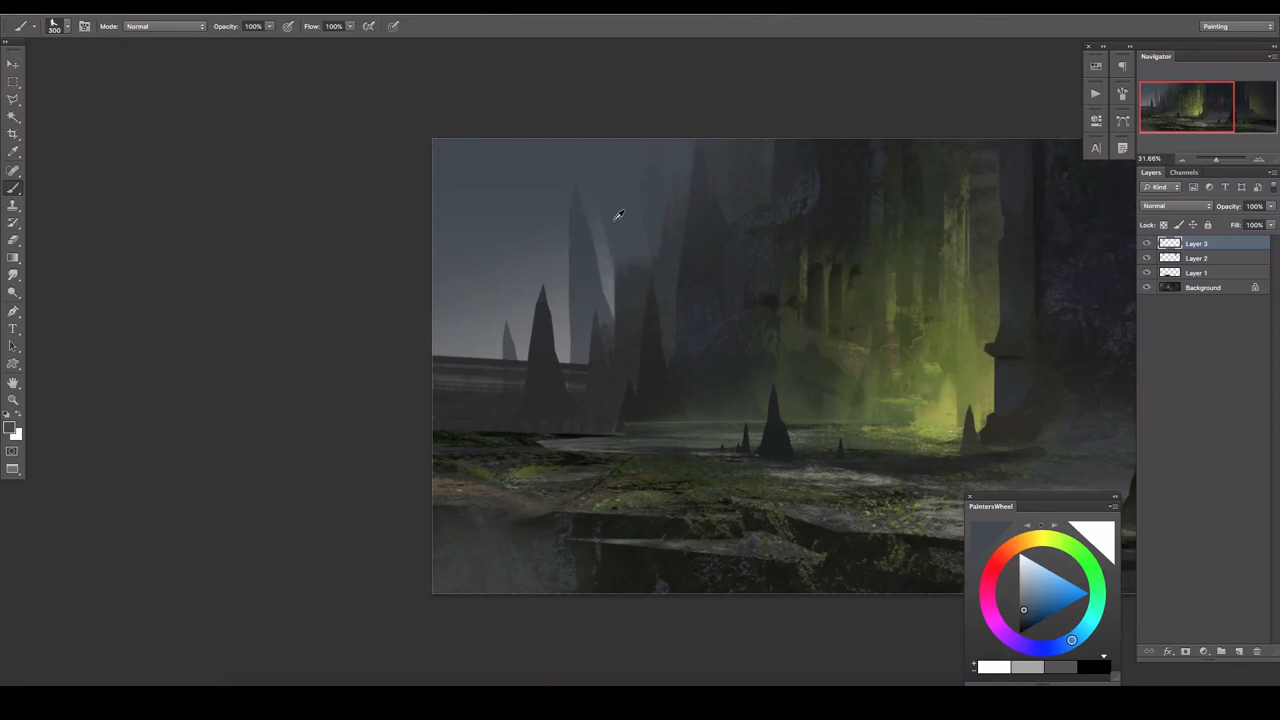 300
Mode: Normal
Opacity: 100%
Flow: 100%
Painting
Navigator
31.66%
Layers Channels
Kind
Normal
Opacity: 100%
Lock:
Fill: 100%
Layer 3
Layer 2
Layer 1
Background
PaintersWheel